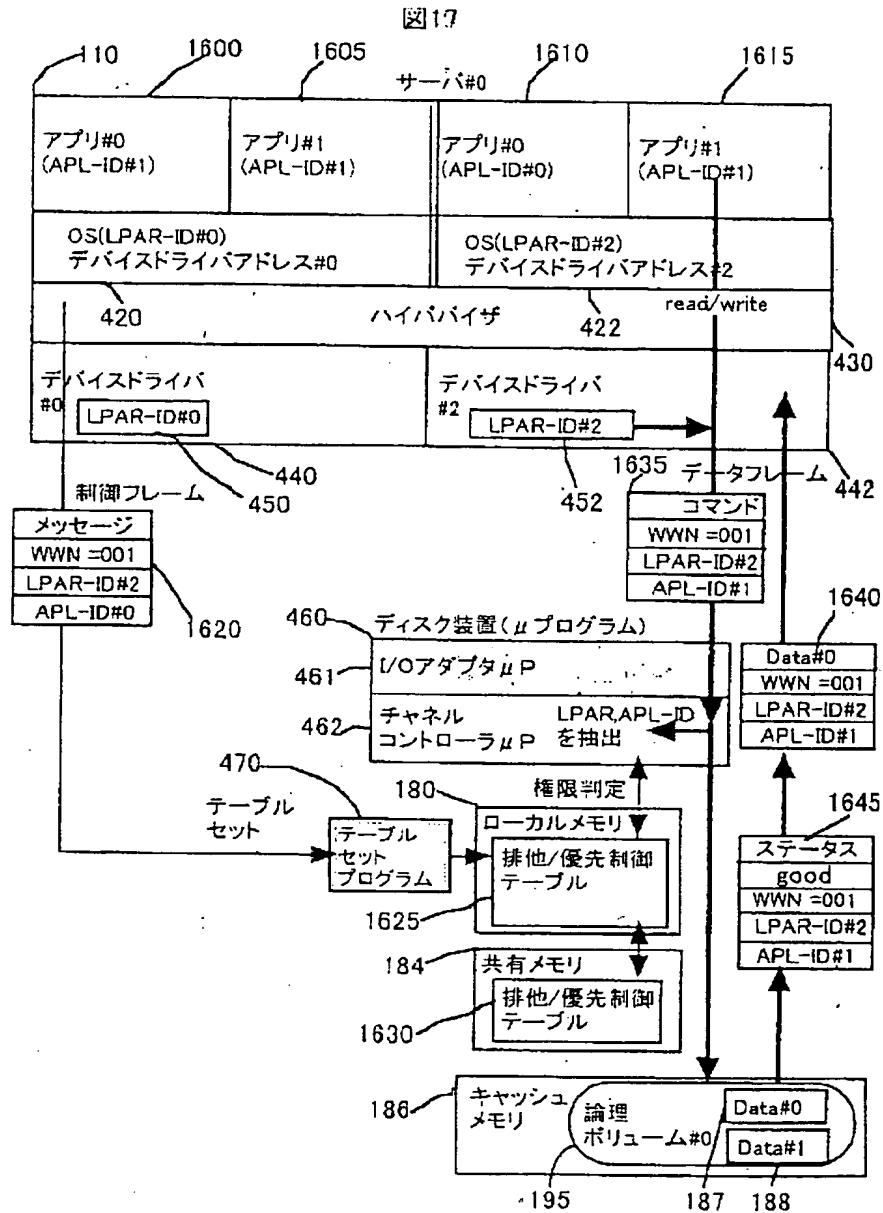 図17
110
1600
1605
サーバ#0
1610
1615
アプリ#0
(APL-ID#1)
アプリ#1
(APL-ID#1)
アプリ#0
(APL-ID#0)
アプリ#1
(APL-ID#1)
OS(LPAR-ID#0)
デバイスドライバアドレス#0
OS(LPAR-ID#2)
デバイスドライバアドレス#2
420
ハイパバイザ
422
read/write
430
デバイスドライバ
#0
LPAR-ID#0
デバイスドライバ
#2
LPAR-ID#2
440
450
452
442
制御フレーム
メッセージ
WWN =001
LPAR-ID#2
APL-ID#0
1620
1635
データフレーム
コマンド
WWN =001
LPAR-ID#2
APL-ID#1
460
ディスク装置(μプログラム)
461
I/OアダプタμP
462
チャネル
コントローラμP
LPAR,APL-ID
を抽出
1640
Data#0
WWN =001
LPAR-ID#2
APL-ID#1
470
テーブル
セット
テーブル
セット
プログラム
権限判定
180
ローカルメモリ
排他/優先制御
テーブル
1625
184
共有メモリ
排他/優先制御
テーブル
1630
1645
ステータス
good
WWN =001
LPAR-ID#2
APL-ID#1
186
キャッシュ
メモリ
論理
ボリューム#0
Data#0
Data#1
195
187
188